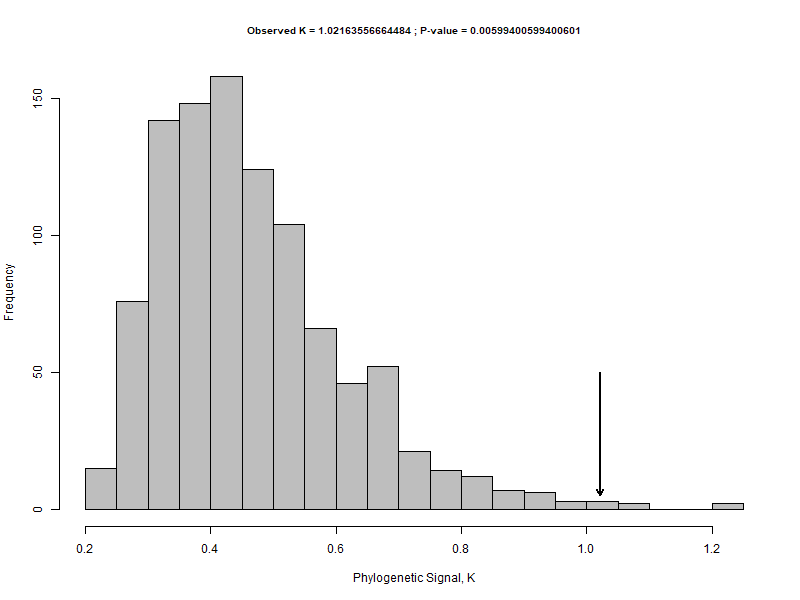 Observed K = 1.02163556664484 ; P-value = 0.00599400599400601
150
100
50
0
Frequency
0.2 0.4 0.6 0.8 1.0 1.2
Phylogenetic Signal, K